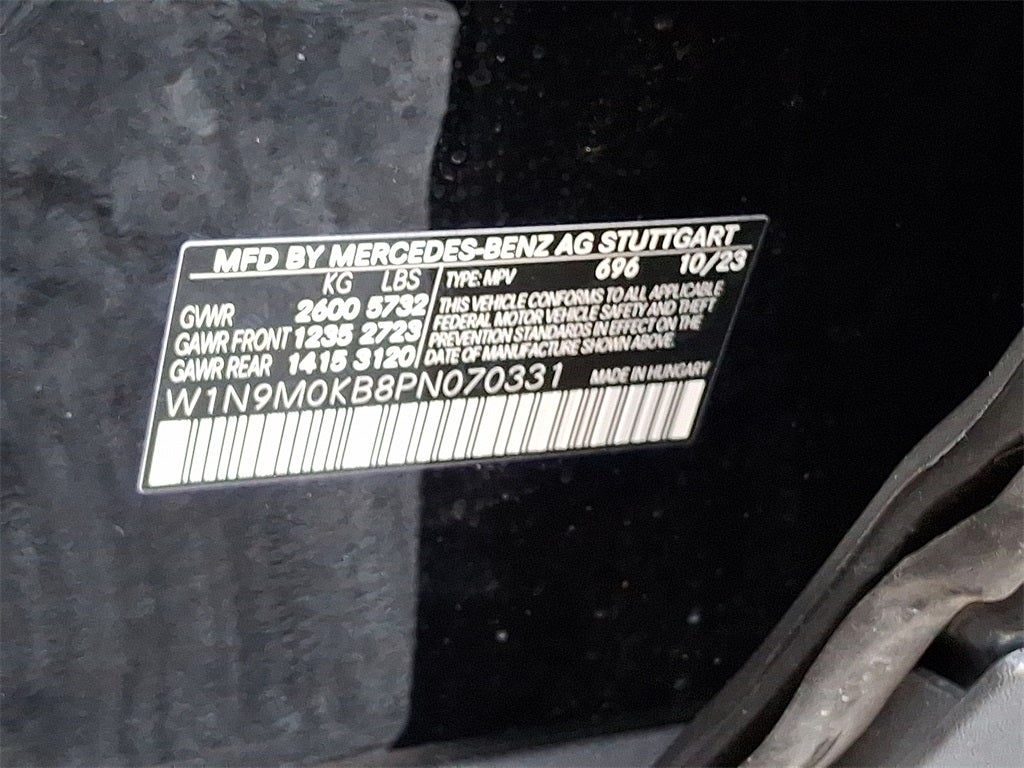 MFD BY MERCEDES-BENZ AG STUTTGART
KG LBS
GVWR 2600 5732
GAWR FRONT 1235 2723
GAWR REAR 1415 3120
TYPE: MPV 696 10/23
THIS VEHICLE CONFORMS TO ALL APPLICABLE
FEDERAL MOTOR VEHICLE SAFETY AND THEFT
PREVENTION STANDARDS IN EFFECT ON THE
DATE OF MANUFACTURE SHOWN ABOVE.
W1N9M0KB8PN070331 MADE IN HUNGARY